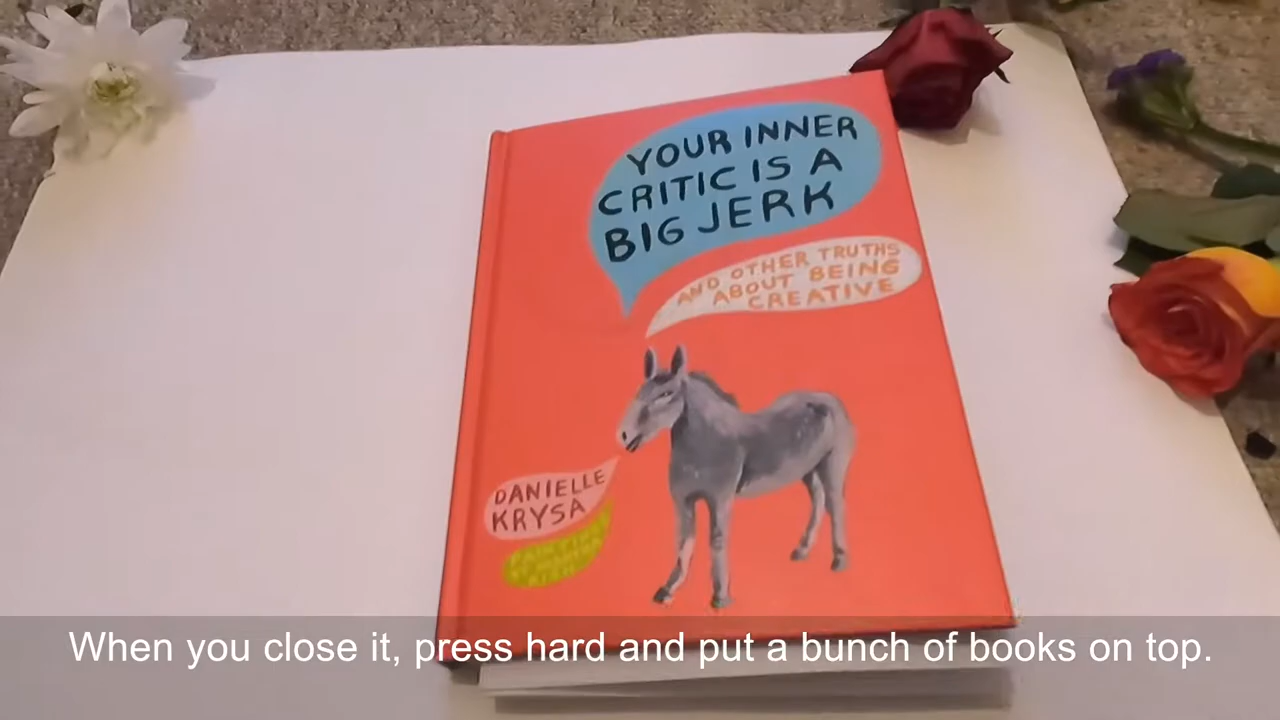 YOUR INNER
CRITIC IS A
BIG JERK
AND OTHER TRUTHS
ABOUT BEING
CREATIVE
DANIELLE
KRYSA
When you close it, press hard and put a bunch of books on top.